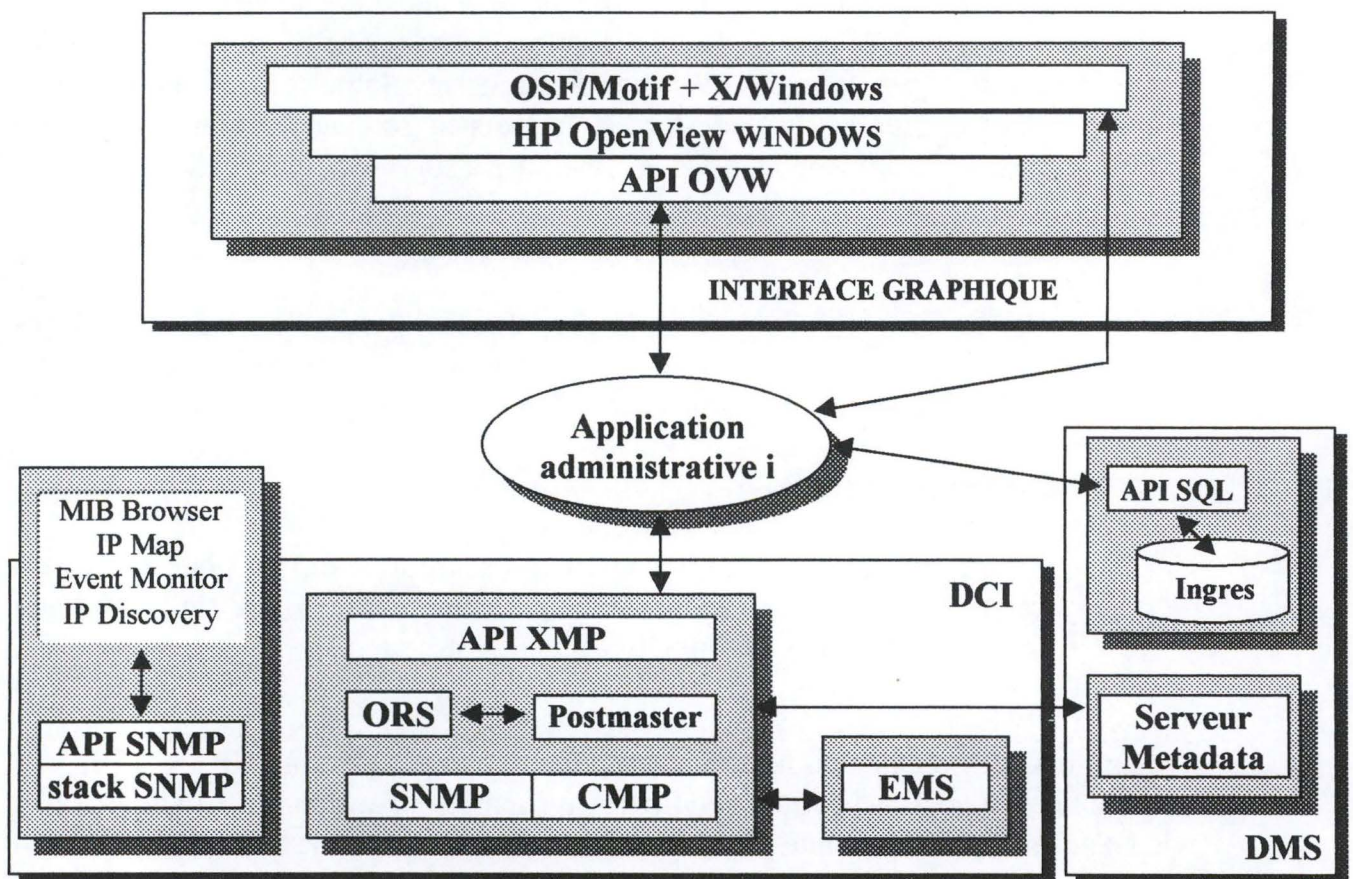 OSF/Motif + X/Windows
HP OpenView WINDOWS
API OVW
INTERFACE GRAPHIQUE
Application
administrative i
MIB Browser
IP Map
Event Monitor
IP Discovery
API SNMP
stack SNMP
DCI
API XMP
ORS
Postmaster
SNMP
CMIP
EMS
API SQL
Ingres
Serveur
Metadata
DMS